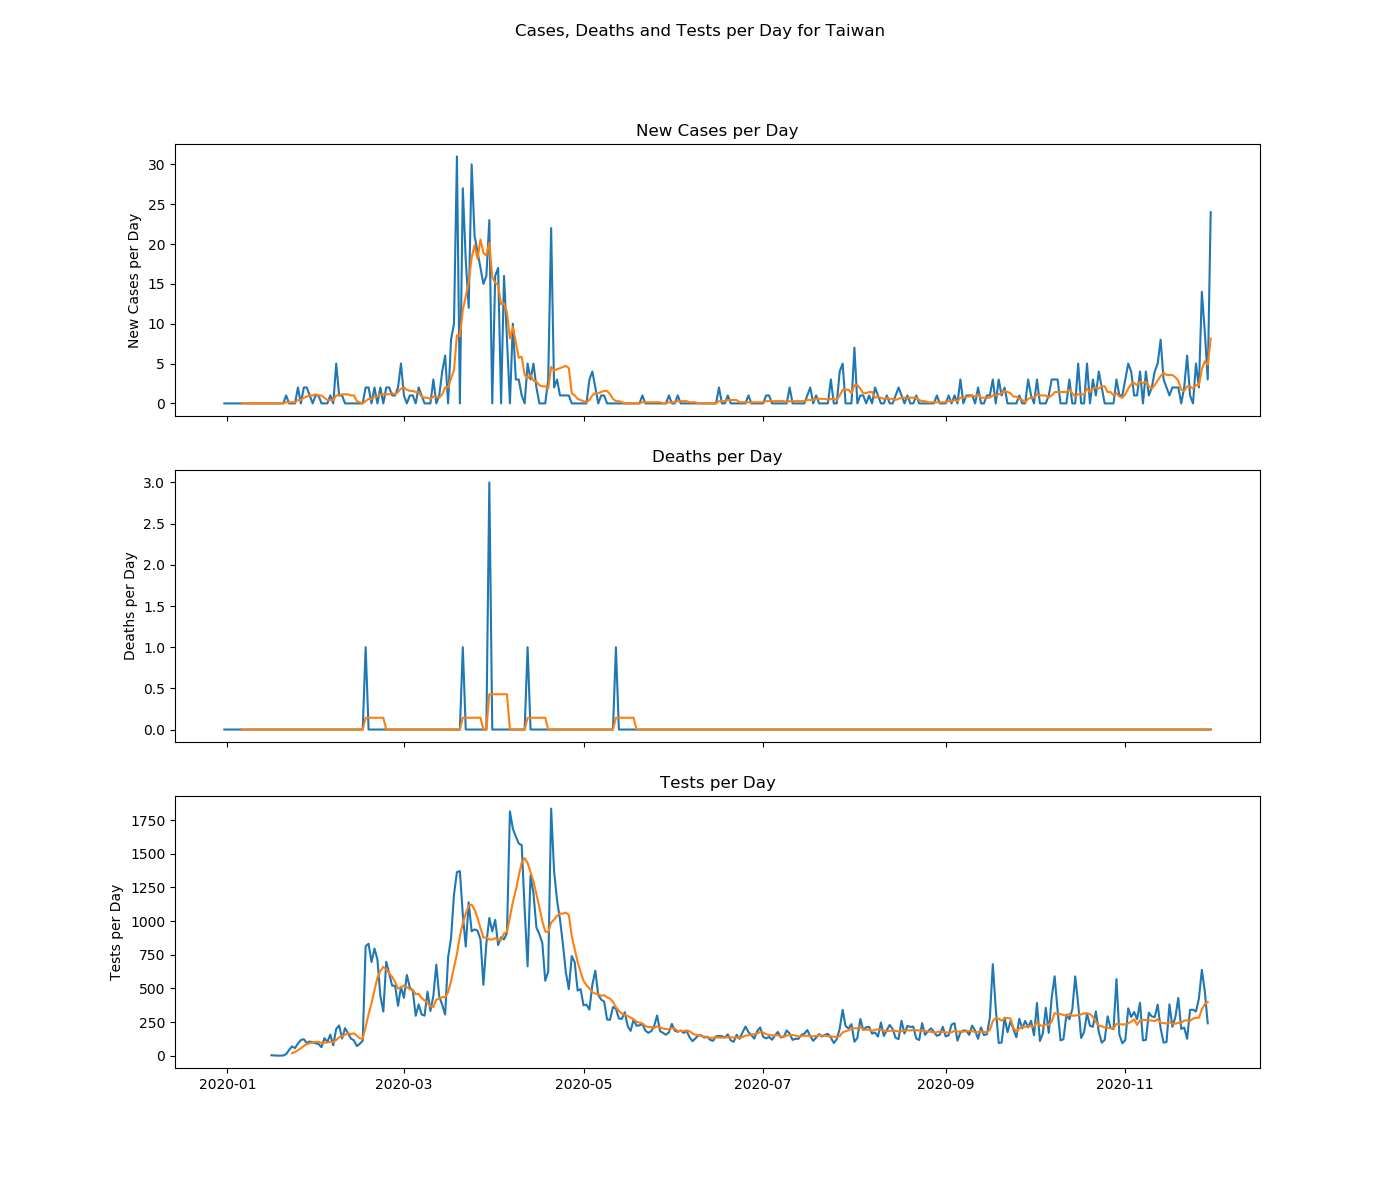 Cases, Deaths and Tests per Day for Taiwan
New Cases per Day
New Cases per Day
30
25
20
15
10
5
0
Deaths per Day
Deaths per Day
3.0
2.5
2.0
1.5
1.0
0.5
0.0
Tests per Day
Tests per Day
1750
1500
1250
1000
750
500
250
0
2020-01 2020-03 2020-05 2020-07 2020-09 2020-11